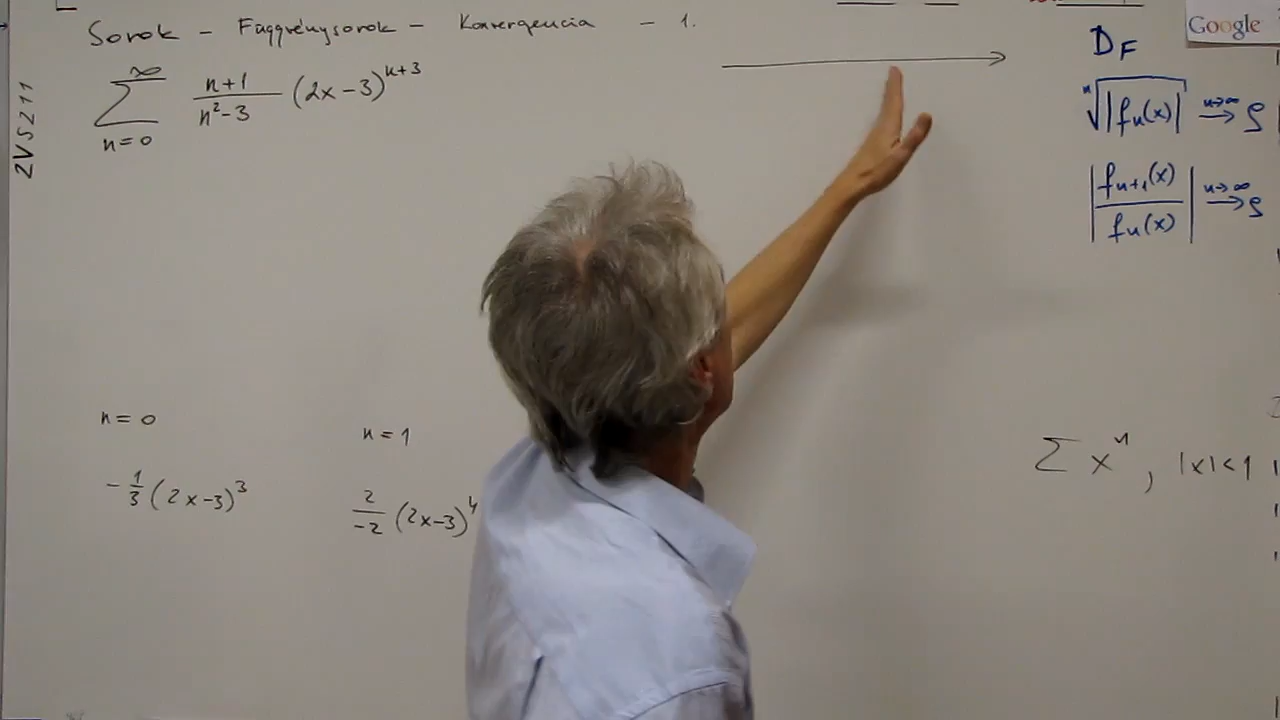 Sorok – Függvénysorok – Konvergencia – 1.
∞
∑ n+1 / n²-3 (2x-3)ⁿ⁺³
n=0
2VS211
n=0
-1/3 (2x-3)³
n=1
2/-2 (2x-3)⁴
Google
D_F
ⁿ√|fₙ(x)| n→∞ → ρ
|fₙ₊₁(x) / fₙ(x)| n→∞ → ρ
∑ xⁿ, |x|<1